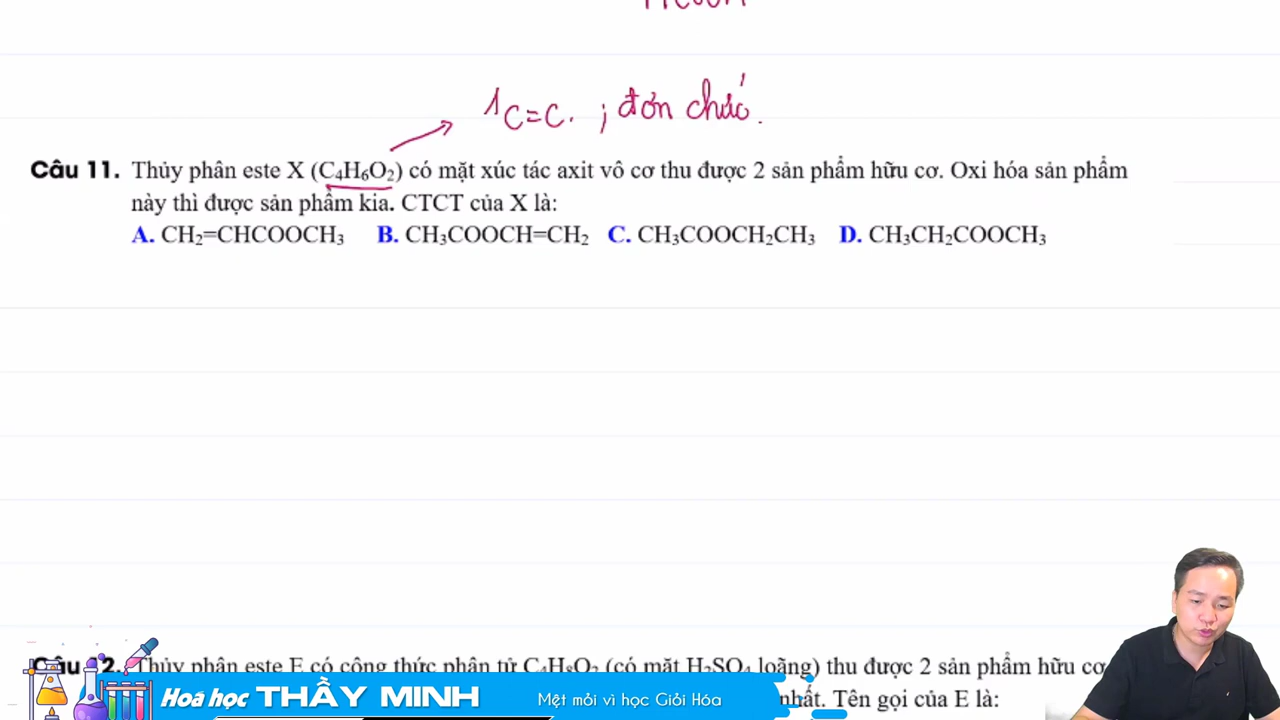 1 C=C. ; đơn chức.
Câu 11. Thủy phân este X (C₄H₆O₂) có mặt xúc tác axit vô cơ thu được 2 sản phẩm hữu cơ. Oxi hóa sản phẩm
này thì được sản phẩm kia. CTCT của X là:
A. CH₂=CHCOOCH₃ B. CH₃COOCH=CH₂ C. CH₃COOCH₂CH₃ D. CH₃CH₂COOCH₃
Câu 12. Thủy phân este E có công thức phân tử C₄H₈O₂ (có mặt H₂SO₄ loãng) thu được 2 sản phẩm hữu cơ
nhất. Tên gọi của E là:
Hoá học THẦY MINH
Mệt mỏi vì học Giỏi Hóa